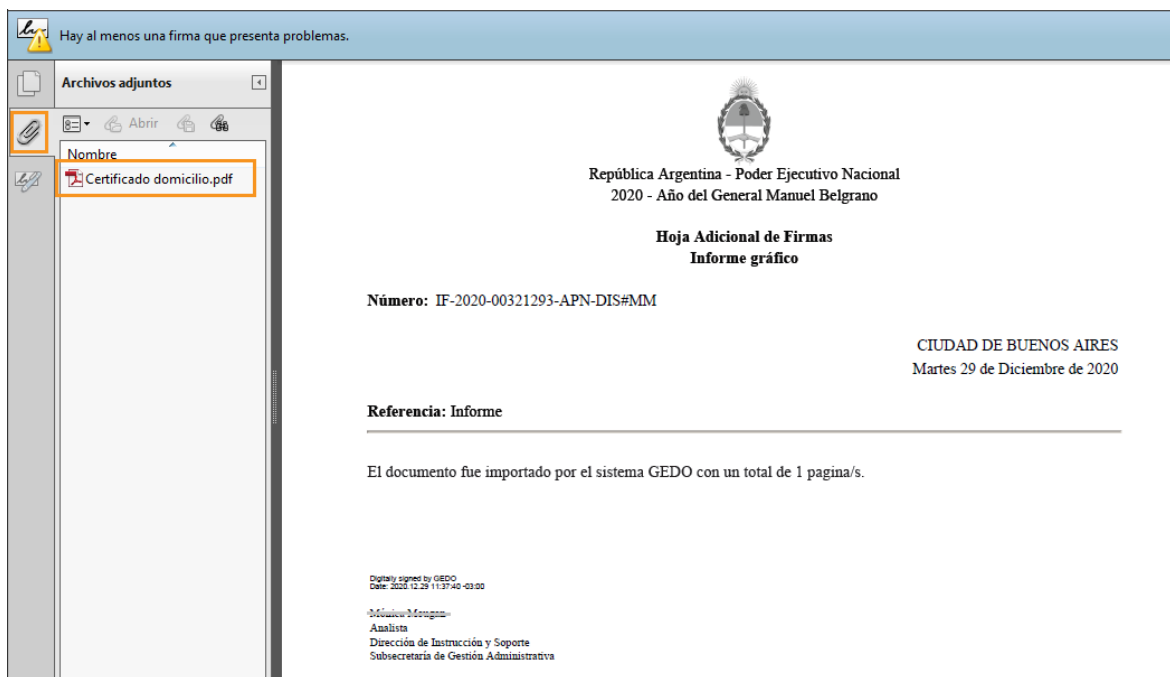 Hay al menos una firma que presenta problemas.
Archivos adjuntos
Abrir
Nombre
Certificado domicilio.pdf
República Argentina - Poder Ejecutivo Nacional
2020 - Año del General Manuel Belgrano
Hoja Adicional de Firmas
Informe gráfico
Número: IF-2020-00321293-APN-DIS#MM
CIUDAD DE BUENOS AIRES
Martes 29 de Diciembre de 2020
Referencia: Informe
El documento fue importado por el sistema GEDO con un total de 1 pagina/s.
Digitally signed by GEDO
Date: 2020.12.29 11:37:40 -03:00
Analista
Dirección de Instrucción y Soporte
Subsecretaría de Gestión Administrativa